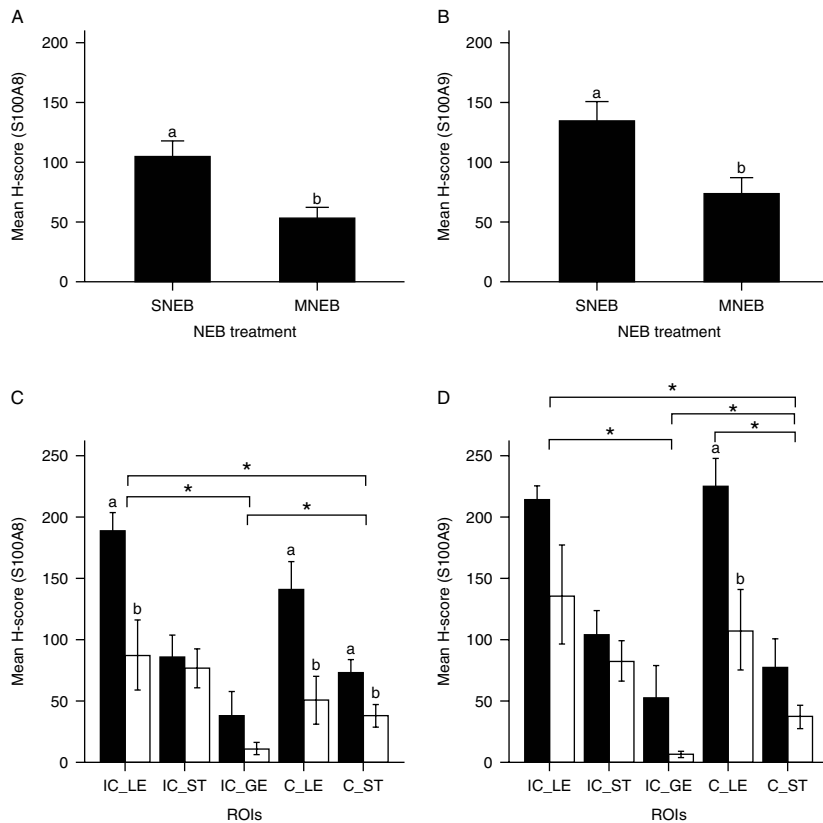 A
Mean H-score (S100A8)
200
150
100
50
0
a
b
SNEB
MNEB
NEB treatment
B
Mean H-score (S100A9)
200
150
100
50
0
a
b
SNEB
MNEB
NEB treatment
C
Mean H-score (S100A8)
250
200
150
100
50
0
*
*
*
a
b
a
b
a
b
IC_LE
IC_ST
IC_GE
C_LE
C_ST
ROIs
D
Mean H-score (S100A9)
250
200
150
100
50
0
*
*
*
*
a
b
IC_LE
IC_ST
IC_GE
C_LE
C_ST
ROIs